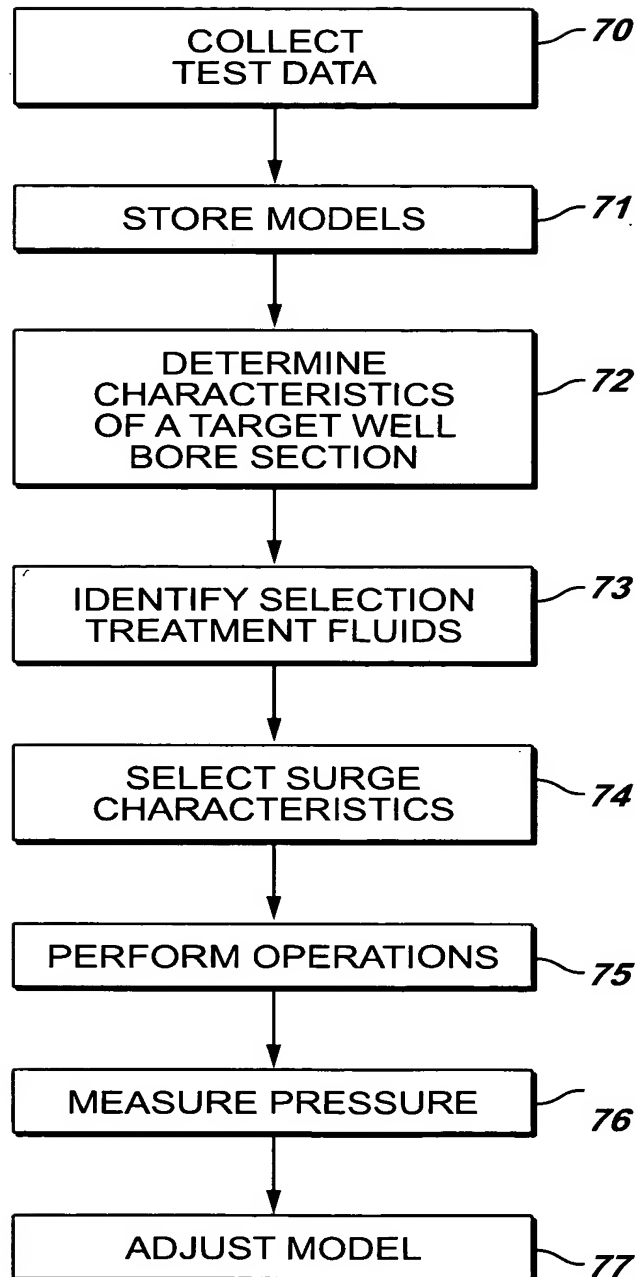 COLLECT
TEST DATA
70
STORE MODELS
71
DETERMINE
CHARACTERISTICS
OF A TARGET WELL
BORE SECTION
72
IDENTIFY SELECTION
TREATMENT FLUIDS
73
SELECT SURGE
CHARACTERISTICS
74
PERFORM OPERATIONS
75
MEASURE PRESSURE
76
ADJUST MODEL
77